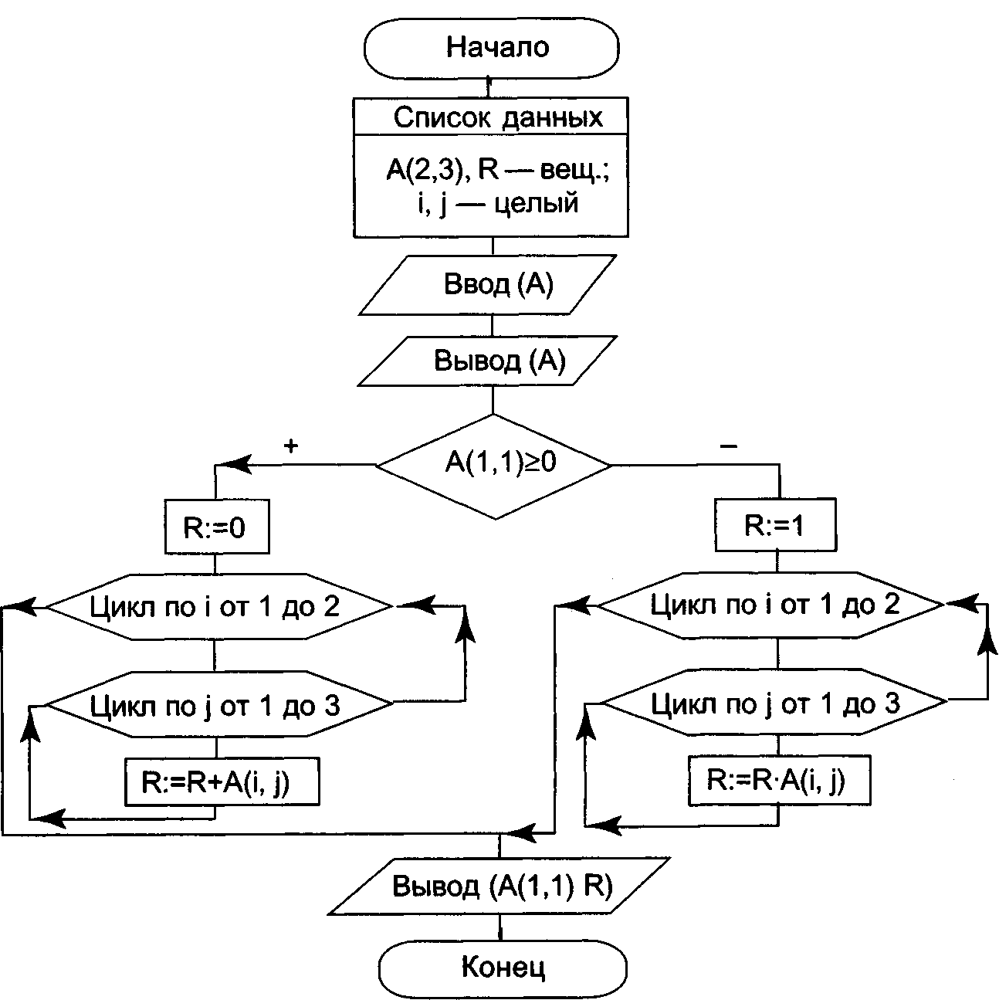 Начало
Список данных
A(2,3), R — вещ.;
i, j — целый
Ввод (A)
Вывод (A)
A(1,1)≥0
+
–
R:=0
R:=1
Цикл по i от 1 до 2
Цикл по i от 1 до 2
Цикл по j от 1 до 3
Цикл по j от 1 до 3
R:=R+A(i, j)
R:=R·A(i, j)
Вывод (A(1,1) R)
Конец